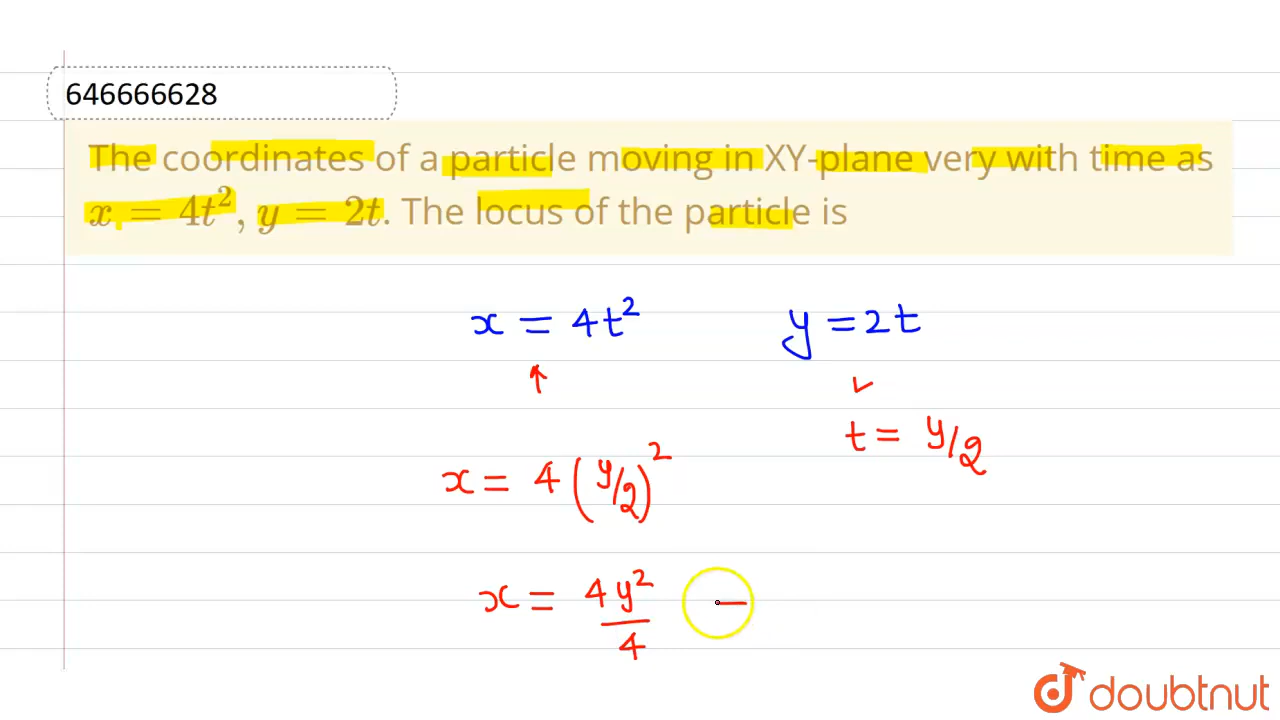 646666628
The coordinates of a particle moving in XY-plane very with time as
x = 4t², y = 2t. The locus of the particle is
x = 4t² y = 2t
t = y/2
x = 4(y/2)²
x = 4y²/4 =
doubtnut